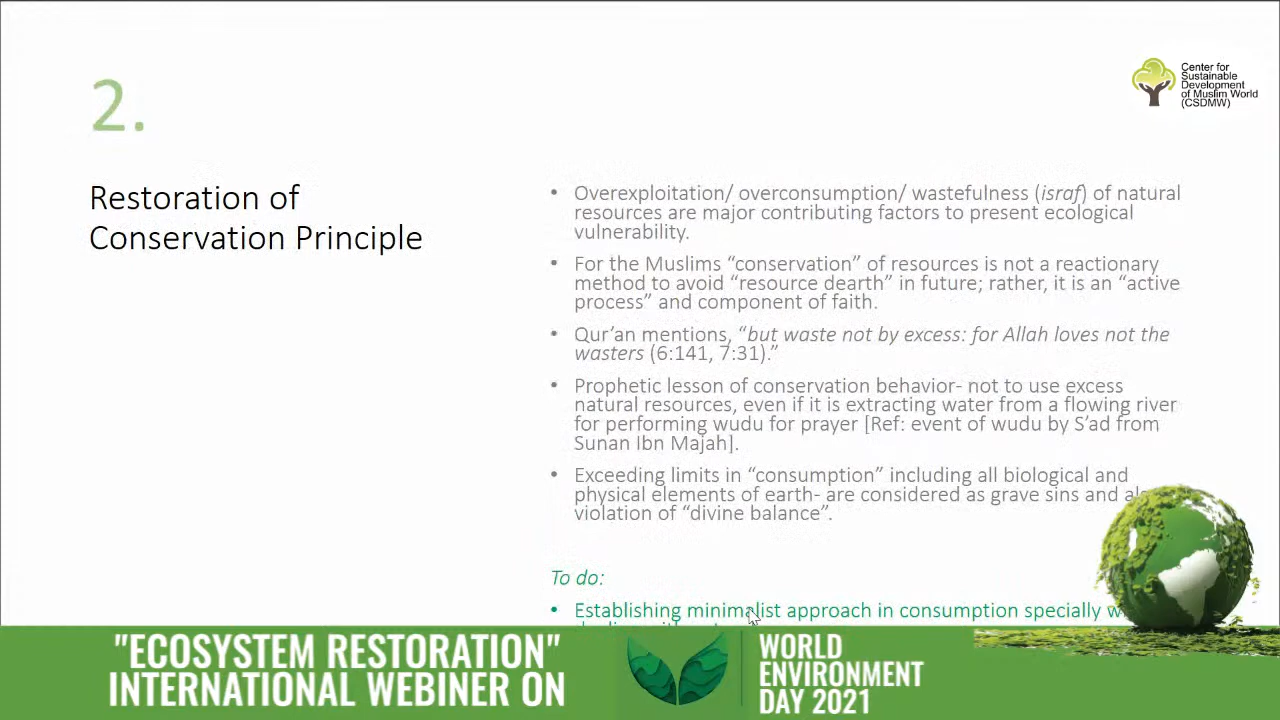 2.
Center for
Sustainable
Development
of Muslim World
(CSDMW)
Restoration of
Conservation Principle
• Overexploitation/ overconsumption/ wastefulness (israf) of natural
resources are major contributing factors to present ecological
vulnerability.
• For the Muslims “conservation” of resources is not a reactionary
method to avoid “resource dearth” in future; rather, it is an “active
process” and component of faith.
• Qur’an mentions, “but waste not by excess: for Allah loves not the
wasters (6:141, 7:31).”
• Prophetic lesson of conservation behavior- not to use excess
natural resources, even if it is extracting water from a flowing river
for performing wudu for prayer [Ref: event of wudu by S’ad from
Sunan Ibn Majah].
• Exceeding limits in “consumption” including all biological and
physical elements of earth- are considered as grave sins and
violation of “divine balance”.
To do:
• Establishing minimalist approach in consumption specially
"ECOSYSTEM RESTORATION"
INTERNATIONAL WEBINER ON
WORLD
ENVIRONMENT
DAY 2021